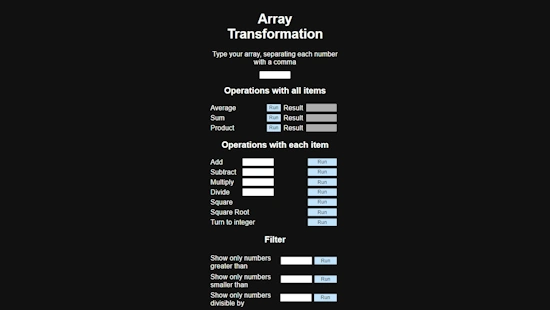 Array
Transformation
Type your array, separating each number
with a comma
Operations with all items
Average Run Result
Sum Run Result
Product Run Result
Operations with each item
Add Run
Subtract Run
Multiply Run
Divide Run
Square Run
Square Root Run
Turn to integer Run
Filter
Show only numbers
greater than Run
Show only numbers
smaller than Run
Show only numbers
divisible by Run